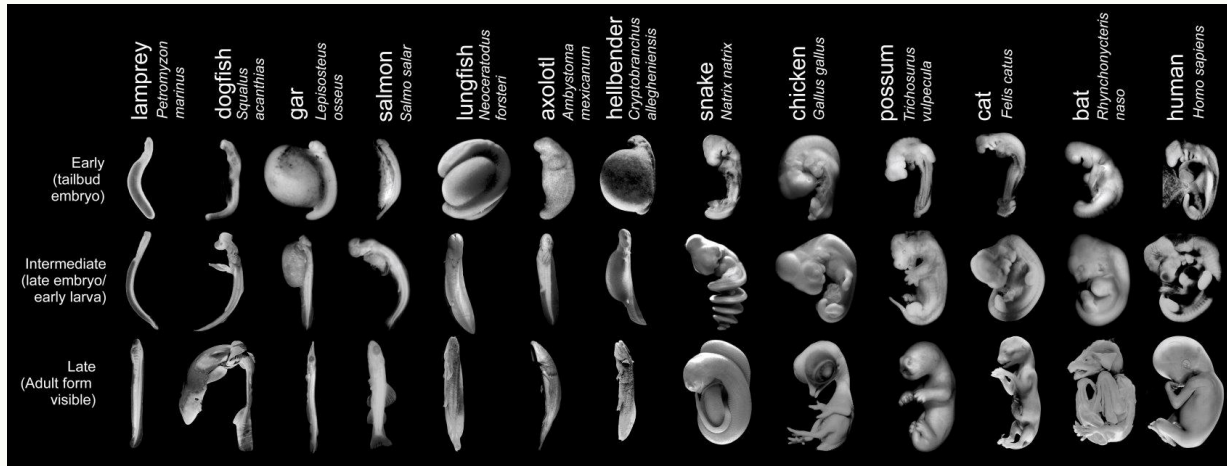 lamprey
Petromyzon
marinus
dogfish
Squalus
acanthias
gar
Lepisosteus
osseus
salmon
Salmo salar
lungfish
Neoceratodus
forsteri
axolotl
Ambystoma
mexicanum
hellbender
Cryptobranchus
allegheniensis
snake
Natrix natrix
chicken
Gallus gallus
possum
Trichosurus
vulpecula
cat
Felis catus
bat
Rhynchonycteris
naso
human
Homo sapiens
Early
(tailbud
embryo)
Intermediate
(late embryo/
early larva)
Late
(Adult form
visible)